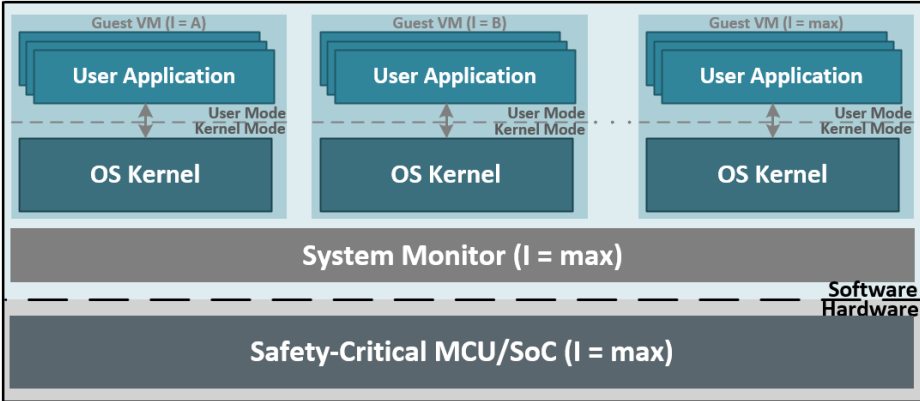 Guest VM (l = A)
User Application
User Mode
Kernel Mode
OS Kernel
Guest VM (l = B)
User Application
User Mode
Kernel Mode
OS Kernel
. . .
Guest VM (l = max)
User Application
User Mode
Kernel Mode
OS Kernel
System Monitor (l = max)
Software
Hardware
Safety-Critical MCU/SoC (l = max)